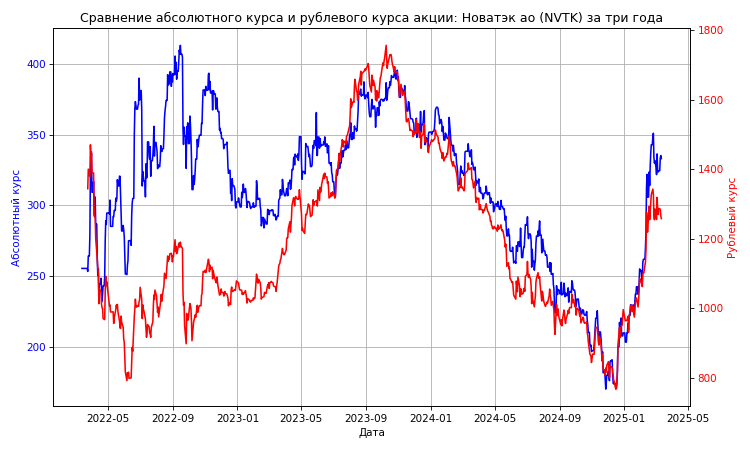 Сравнение абсолютного курса и рублевого курса акции: Новатэк ао (NVTK) за три года
Абсолютный курс
400
350
300
250
200
Рублевый курс
1800
1600
1400
1200
1000
800
2022-05 2022-09 2023-01 2023-05 2023-09 2024-01 2024-05 2024-09 2025-01 2025-05
Дата